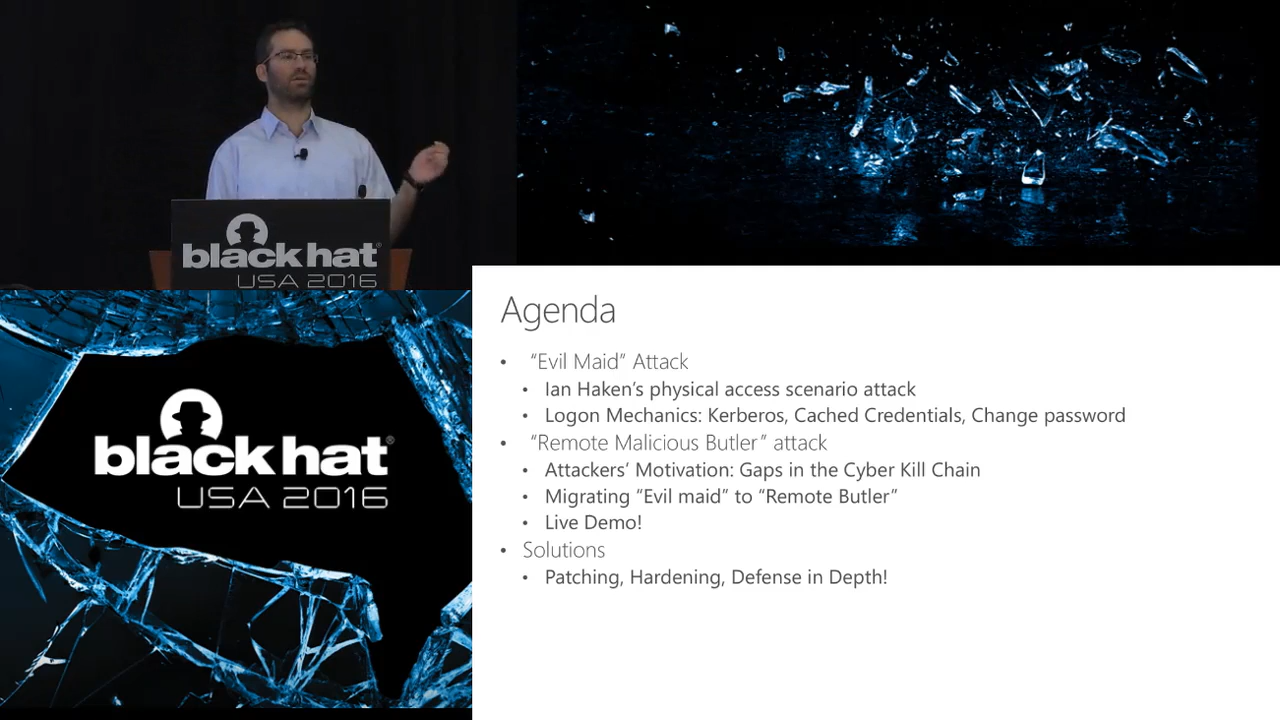 black hat
USA 2016
black hat
USA 2016
Agenda
• “Evil Maid” Attack
• Ian Haken’s physical access scenario attack
• Logon Mechanics: Kerberos, Cached Credentials, Change password
• “Remote Malicious Butler” attack
• Attackers’ Motivation: Gaps in the Cyber Kill Chain
• Migrating “Evil maid” to “Remote Butler”
• Live Demo!
• Solutions
• Patching, Hardening, Defense in Depth!